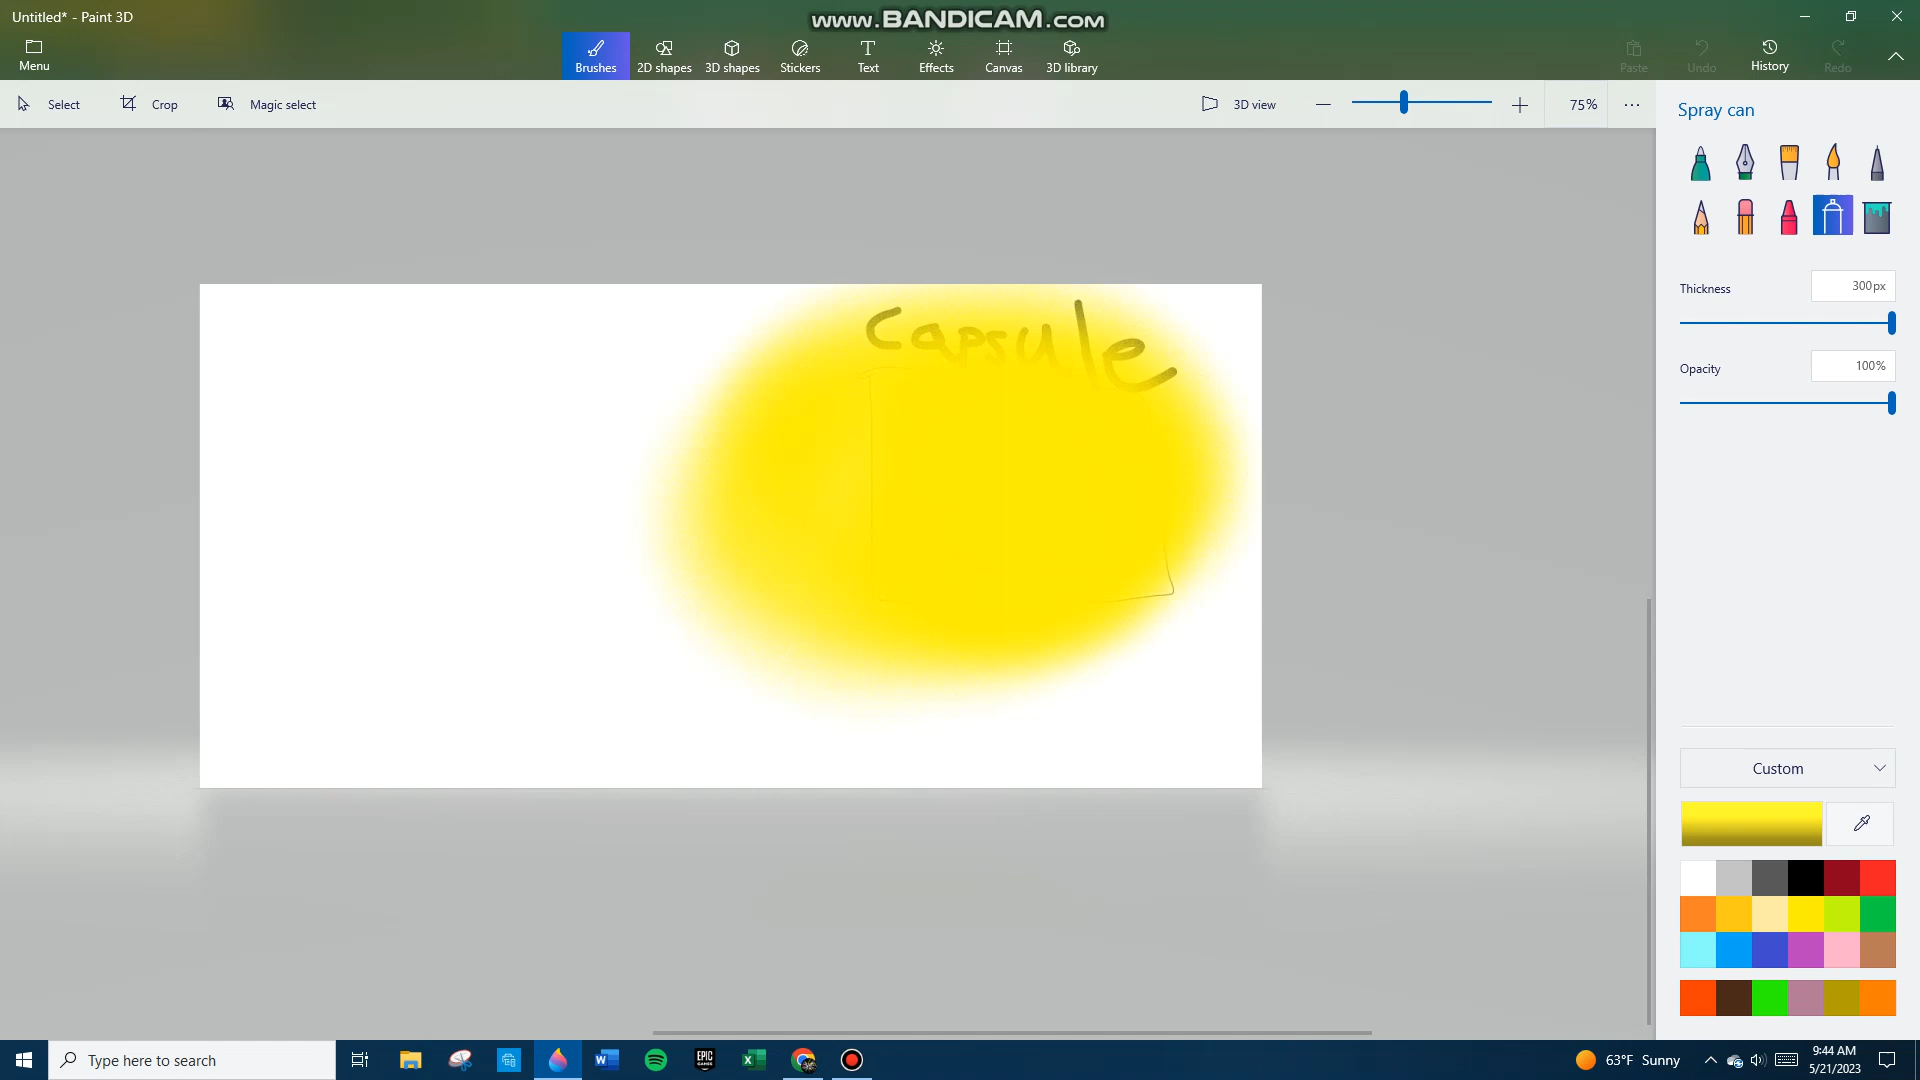 Untitled* - Paint 3D
www.BANDICAM.com
Menu
Brushes 2D shapes 3D shapes Stickers Text Effects Canvas 3D library
Paste Undo History Redo
Select Crop Magic select
3D view 75%
Spray can
Thickness 300px
Opacity 100%
capsule
Custom
Type here to search
W
EPIC GAMES
X
63°F Sunny
9:44 AM
5/21/2023